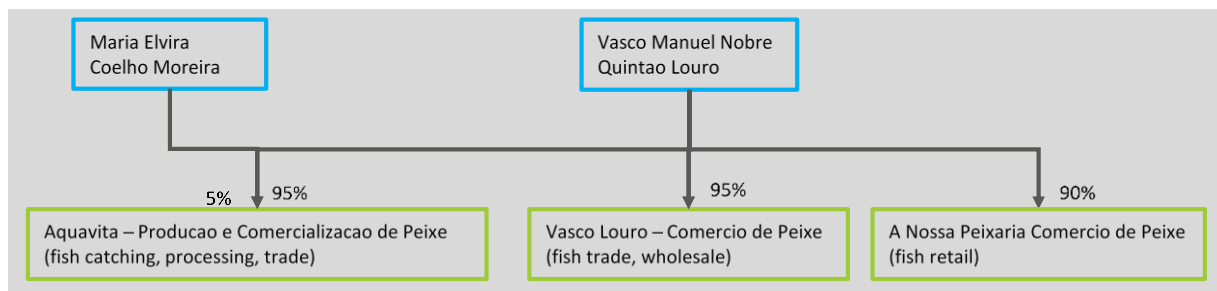 Maria Elvira
Coelho Moreira
Vasco Manuel Nobre
Quintao Louro
5%
95%
95%
90%
Aquavita – Producao e Comercializacao de Peixe
(fish catching, processing, trade)
Vasco Louro – Comercio de Peixe
(fish trade, wholesale)
A Nossa Peixaria Comercio de Peixe
(fish retail)